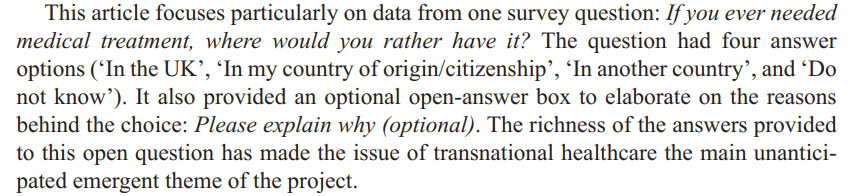 This article focuses particularly on data from one survey question: If you ever needed
medical treatment, where would you rather have it? The question had four answer
options (‘In the UK’, ‘In my country of origin/citizenship’, ‘In another country’, and ‘Do
not know’). It also provided an optional open-answer box to elaborate on the reasons
behind the choice: Please explain why (optional). The richness of the answers provided
to this open question has made the issue of transnational healthcare the main unantici-
pated emergent theme of the project.